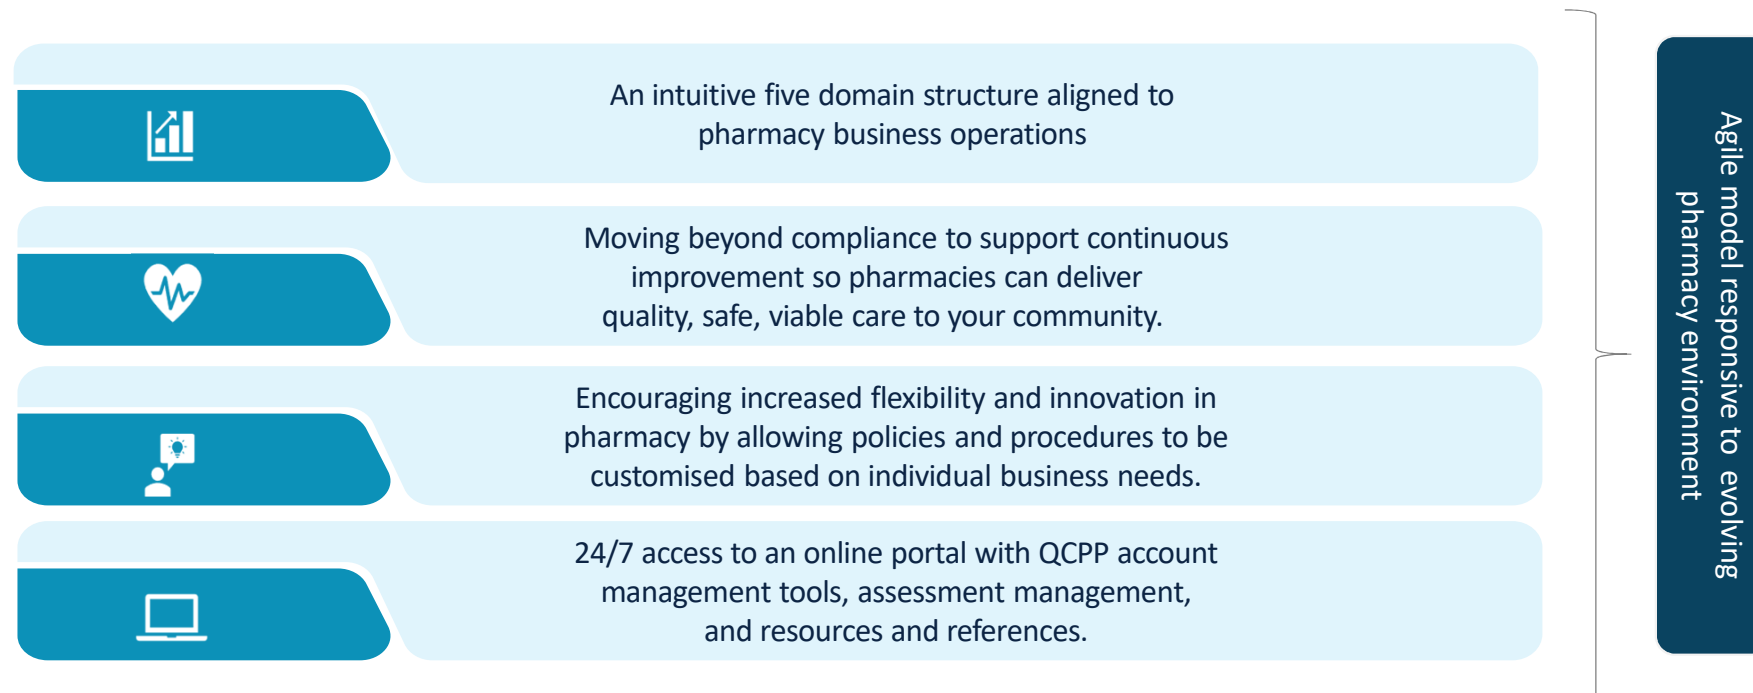 An intuitive five domain structure aligned to
pharmacy business operations
Moving beyond compliance to support continuous
improvement so pharmacies can deliver
quality, safe, viable care to your community.
Encouraging increased flexibility and innovation in
pharmacy by allowing policies and procedures to be
customised based on individual business needs.
24/7 access to an online portal with QCPP account
management tools, assessment management,
and resources and references.
Agile model responsive to evolving
pharmacy environment